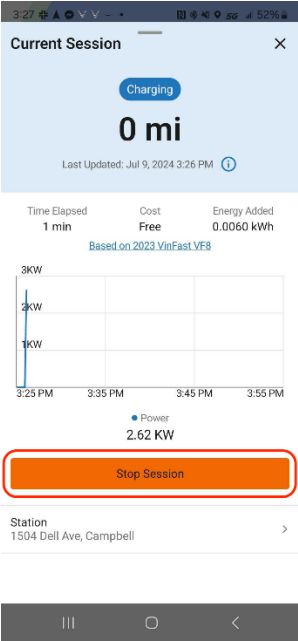 3:27
5G 52%
Current Session
Charging
0 mi
Last Updated: Jul 9, 2024 3:26 PM
Time Elapsed Cost Energy Added
1 min Free 0.0060 kWh
Based on 2023 VinFast VF8
3KW
2KW
1KW
3:25 PM 3:35 PM 3:45 PM 3:55 PM
Power
2.62 KW
Stop Session
Station
1504 Dell Ave, Campbell